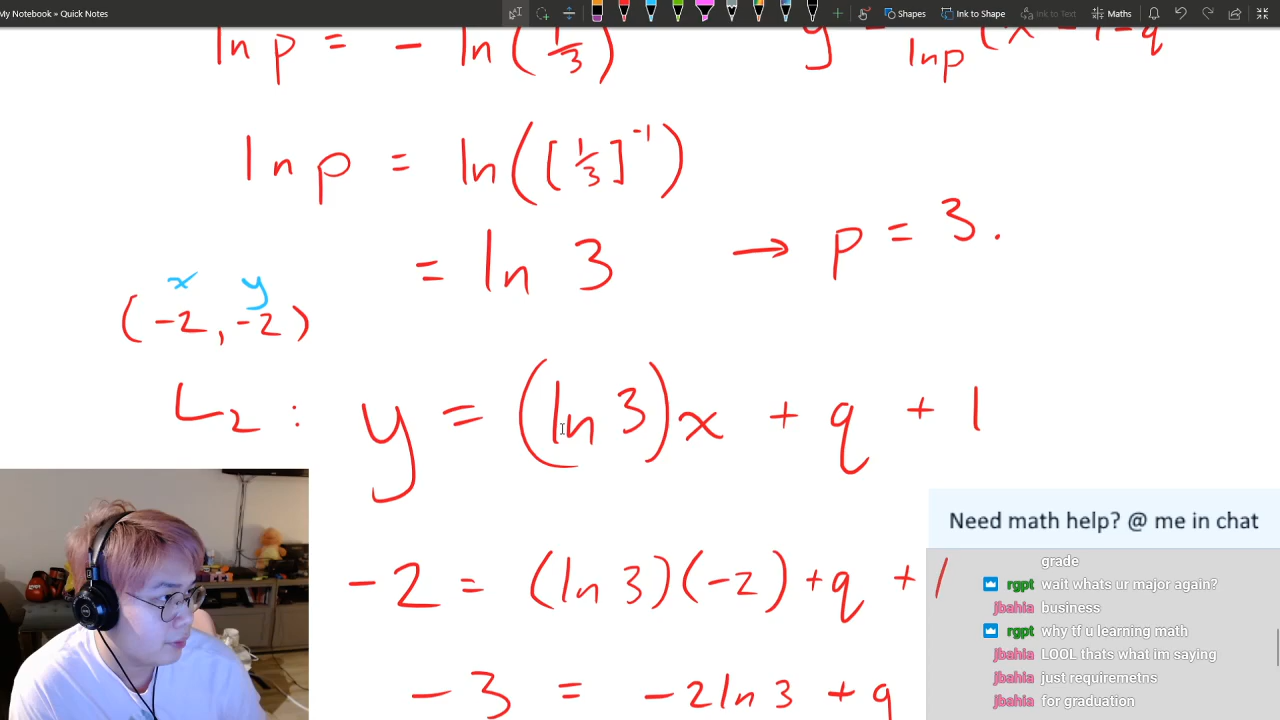 My Notebook » Quick Notes
Shapes Ink to Shape Ink to Text Maths
ln p = - ln(1/3)
ln p
ln p = ln([1/3]^-1)
= ln 3 → p = 3.
x y
(-2, -2)
L2 : y = (ln 3)x + q + 1
-2 = (ln 3)(-2) + q + 1
-3 = -2 ln 3 + q
Need math help? @ me in chat
grade
rgpt wait whats ur major again?
jbahia business
rgpt why tf u learning math
jbahia LOOL thats what im saying
jbahia just requiremetns
jbahia for graduation